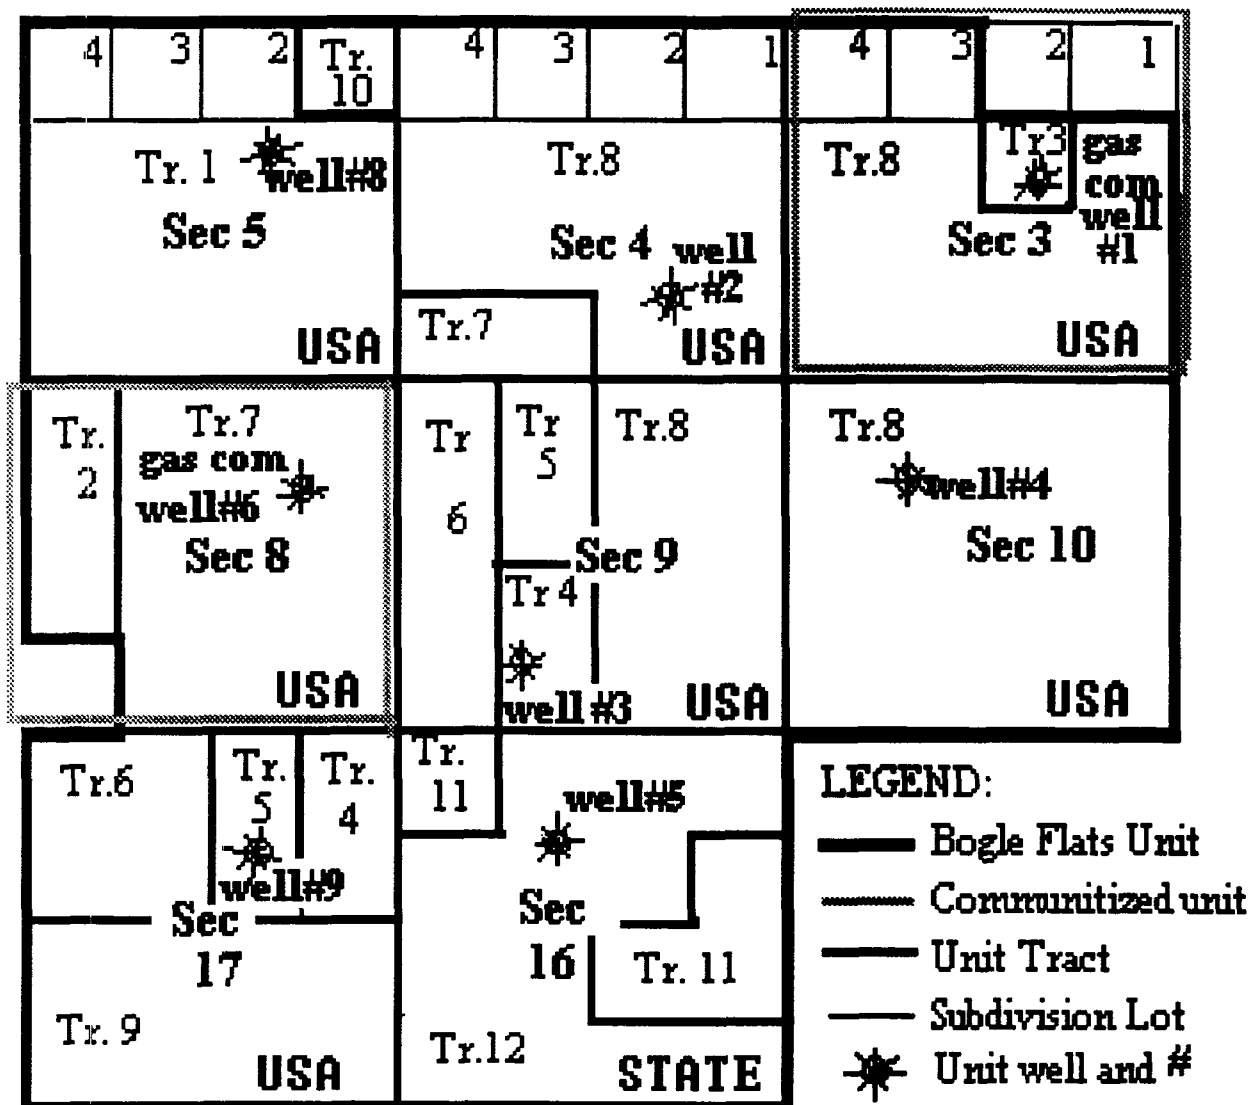 4 3 2 Tr. 10 4 3 2 1 4 3 2 1
Tr. 1
well#8
Sec 5
USA
Tr.8
Sec 4
well #2
Tr.7
USA
Tr.8
Tr3
gas com well #1
Sec 3
USA
Tr. 2
Tr.7
gas com
well#6
Sec 8
USA
Tr 6
Tr 5
Tr.8
Sec 9
Tr 4
well #3
USA
Tr.8
well#4
Sec 10
USA
Tr.6
Tr. 5
Tr. 4
well#9
Sec 17
Tr. 9
USA
Tr. 11
well#5
Sec 16
Tr. 11
Tr.12
STATE
LEGEND:
Bogle Flats Unit
Communitized unit
Unit Tract
Subdivision Lot
Unit well and #